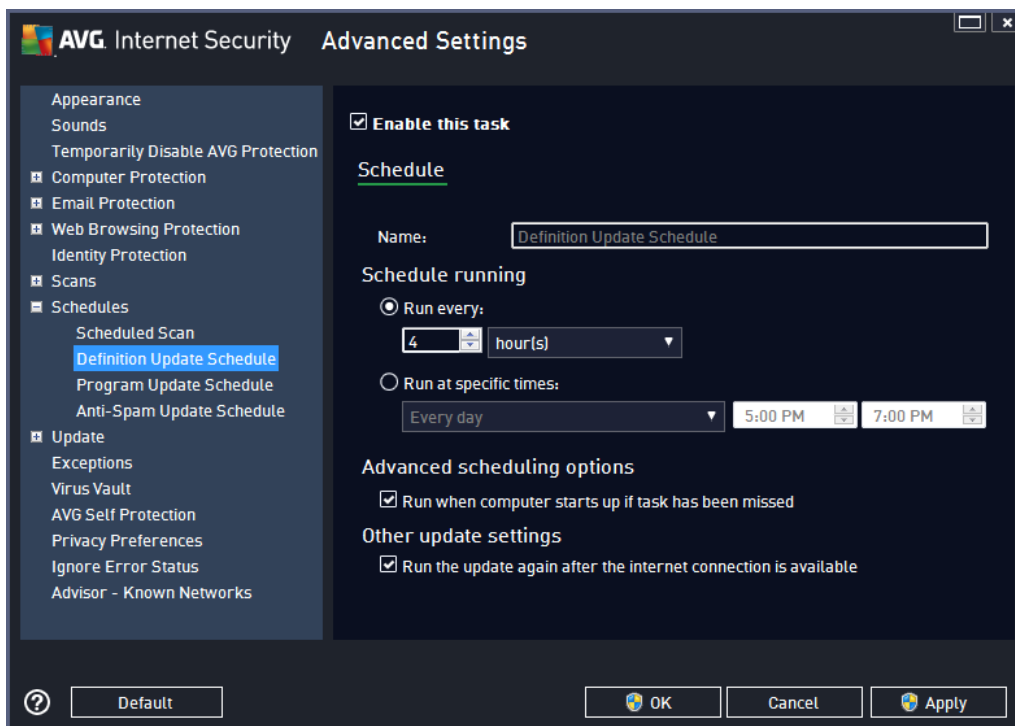 AVG. Internet Security Advanced Settings
Appearance
Sounds
Temporarily Disable AVG Protection
Computer Protection
Email Protection
Web Browsing Protection
Identity Protection
Scans
Schedules
Scheduled Scan
Definition Update Schedule
Program Update Schedule
Anti-Spam Update Schedule
Update
Exceptions
Virus Vault
AVG Self Protection
Privacy Preferences
Ignore Error Status
Advisor - Known Networks
Enable this task
Schedule
Name: Definition Update Schedule
Schedule running
Run every:
4 hour(s)
Run at specific times:
Every day 5:00 PM 7:00 PM
Advanced scheduling options
Run when computer starts up if task has been missed
Other update settings
Run the update again after the internet connection is available
? Default OK Cancel Apply